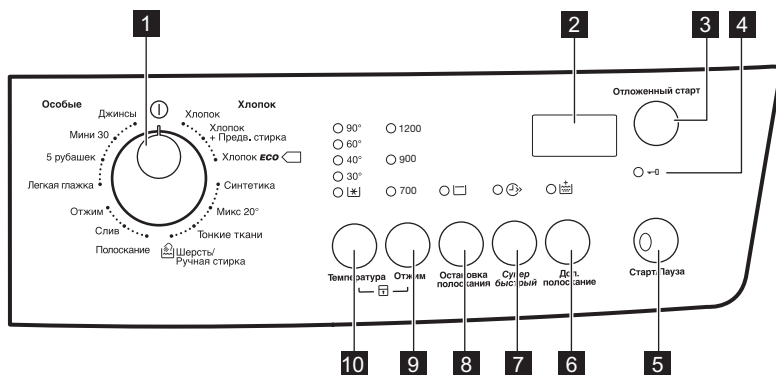 1
2
3
4
Особые
Хлопок
Отложенный старт
Джинсы
Хлопок
Мини 30
Хлопок
+ Предв. стирка
5 рубашек
Хлопок ECO
Легкая глажка
Синтетика
Отжим
Микс 20°
Слив
Тонкие ткани
Полоскание
Шерсть/
Ручная стирка
90°
1200
60°
40°
900
30°
700
Температура
Отжим
Остановка
полоскания
Супер
быстрый
Доп.
полоскание
Старт/Пауза
10
9
8
7
6
5